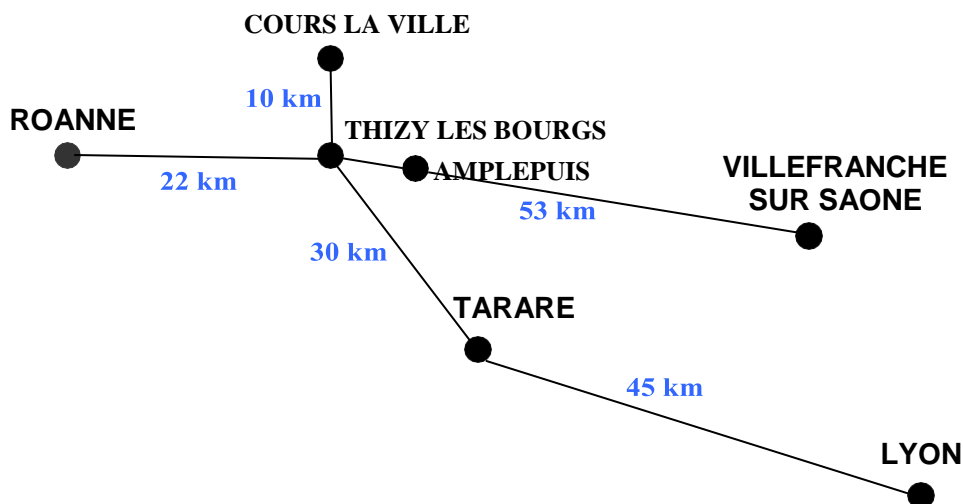 COURS LA VILLE
10 km
ROANNE
THIZY LES BOURGS
AMPLEPUIS
22 km
VILLEFRANCHE
SUR SAONE
53 km
30 km
TARARE
45 km
LYON